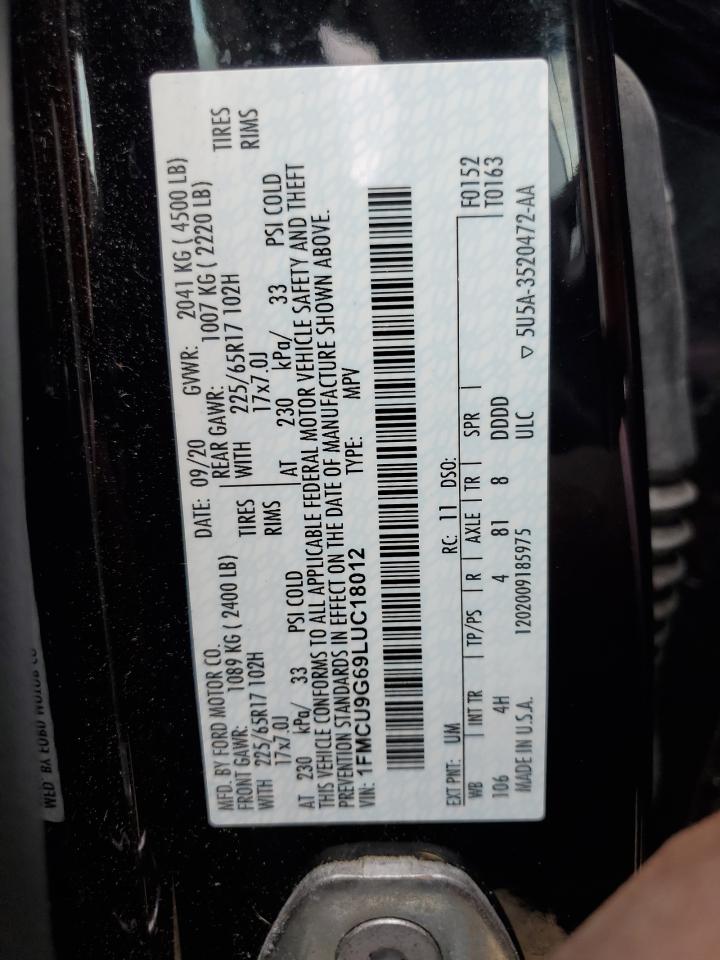 MFD. BY FORD MOTOR CO. DATE: 09/20 GVWR: 2041 KG ( 4500 LB)
FRONT GAWR: 1089 KG ( 2400 LB) REAR GAWR: 1007 KG ( 2220 LB)
WITH 225/65R17 102H TIRES WITH 225/65R17 102H TIRES
17x7.0J RIMS 17x7.0J RIMS
AT 230 kPa/ 33 PSI COLD AT 230 kPa/ 33 PSI COLD
THIS VEHICLE CONFORMS TO ALL APPLICABLE FEDERAL MOTOR VEHICLE SAFETY AND THEFT
PREVENTION STANDARDS IN EFFECT ON THE DATE OF MANUFACTURE SHOWN ABOVE.
VIN: 1FMCU9G69LUC18012 TYPE: MPV
EXT PNT: UM RC: 11 DSO:
WB INT TR TP/PS R AXLE TR SPR F0152
106 4H 4 81 8 DDDD T0163
MADE IN U.S.A. 1202009185975 ULC ▽ 5U5A-3520472-AA